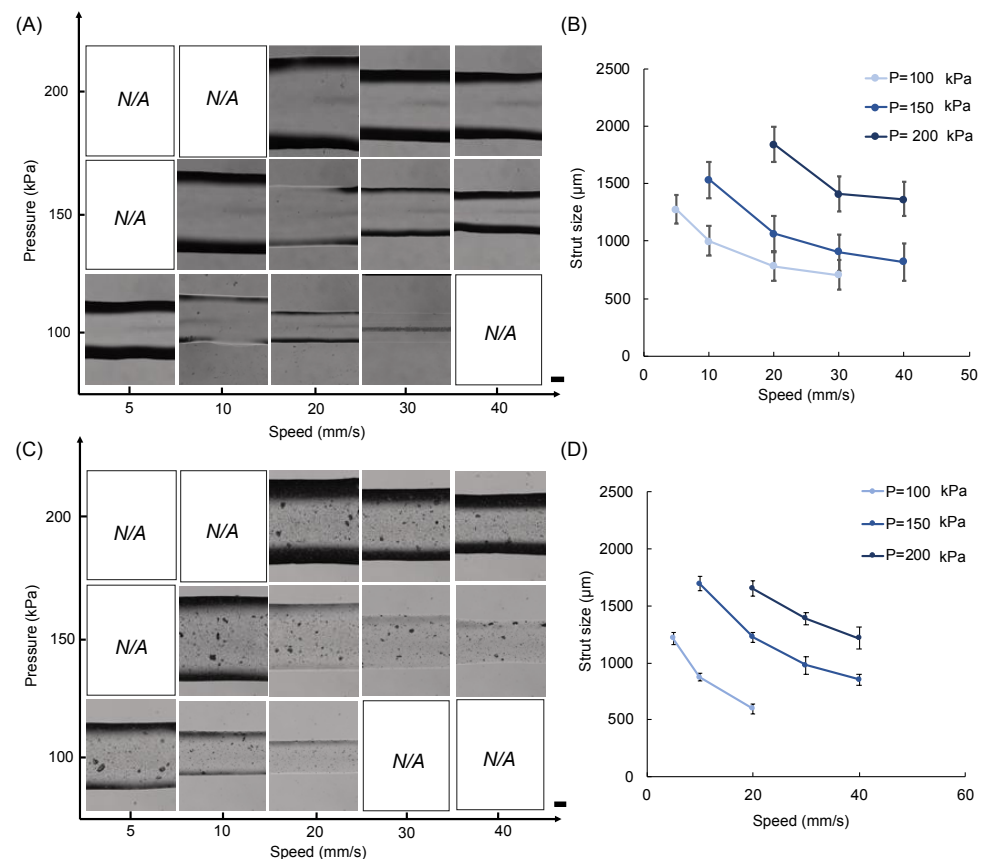 (A)
Pressure (kPa)
200
150
100
N/A
N/A
N/A
N/A
5
10
20
30
40
Speed (mm/s)
(B)
P=100 kPa
P=150 kPa
P= 200 kPa
Strut size (µm)
2500
2000
1500
1000
500
0
0
10
20
30
40
50
Speed (mm/s)
(C)
Pressure (kPa)
200
150
100
N/A
N/A
N/A
N/A
N/A
5
10
20
30
40
Speed (mm/s)
(D)
P=100 kPa
P=150 kPa
P=200 kPa
Strut size (µm)
2500
2000
1500
1000
500
0
0
20
40
60
Speed (mm/s)